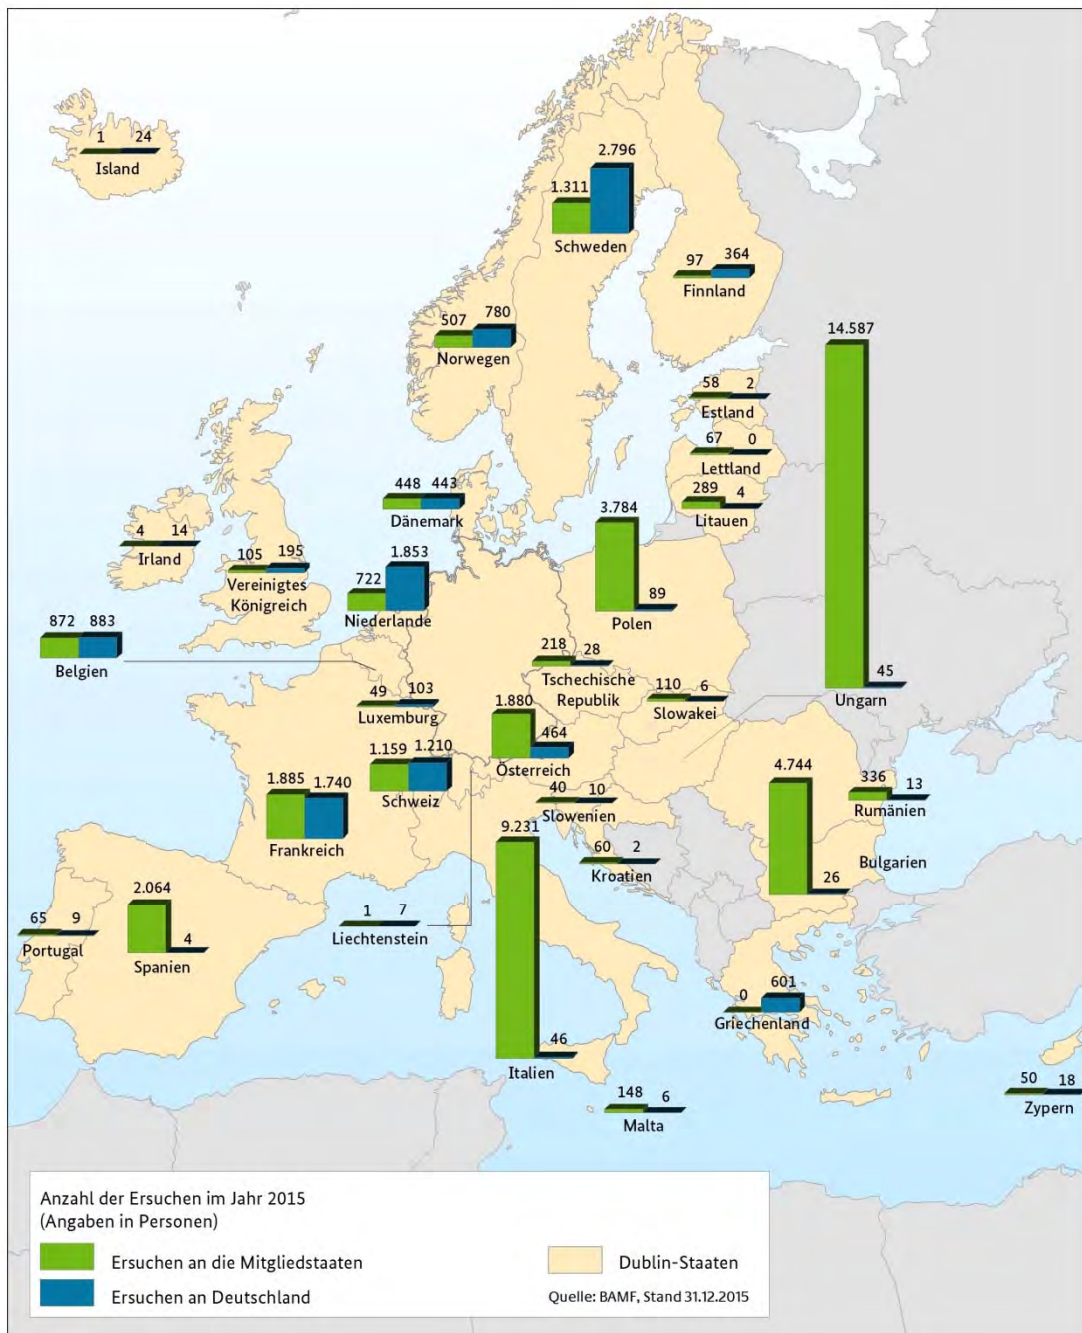 1 24
Island
1.311 2.796
Schweden
97 364
Finnland
507 780
Norwegen
14.587
58 2
Estland
67 0
Lettland
289 4
Litauen
448 443
Dänemark
3.784
89
Polen
4 14
Irland
105 195
Vereinigtes
Königreich
722 1.853
Niederlande
872 883
Belgien
218 28
Tschechische
Republik
45
Ungarn
110 6
Slowakei
49 103
Luxemburg
1.880
464
Österreich
1.159 1.210
Schweiz
1.885 1.740
Frankreich
4.744
26
Bulgarien
336 13
Rumänien
40 10
Slowenien
9.231
60 2
Kroatien
65 9
Portugal
2.064
4
Spanien
1 7
Liechtenstein
0 601
Griechenland
46
Italien
148 6
Malta
50 18
Zypern
Anzahl der Ersuchen im Jahr 2015
(Angaben in Personen)
Ersuchen an die Mitgliedstaaten
Dublin-Staaten
Ersuchen an Deutschland
Quelle: BAMF, Stand 31.12.2015